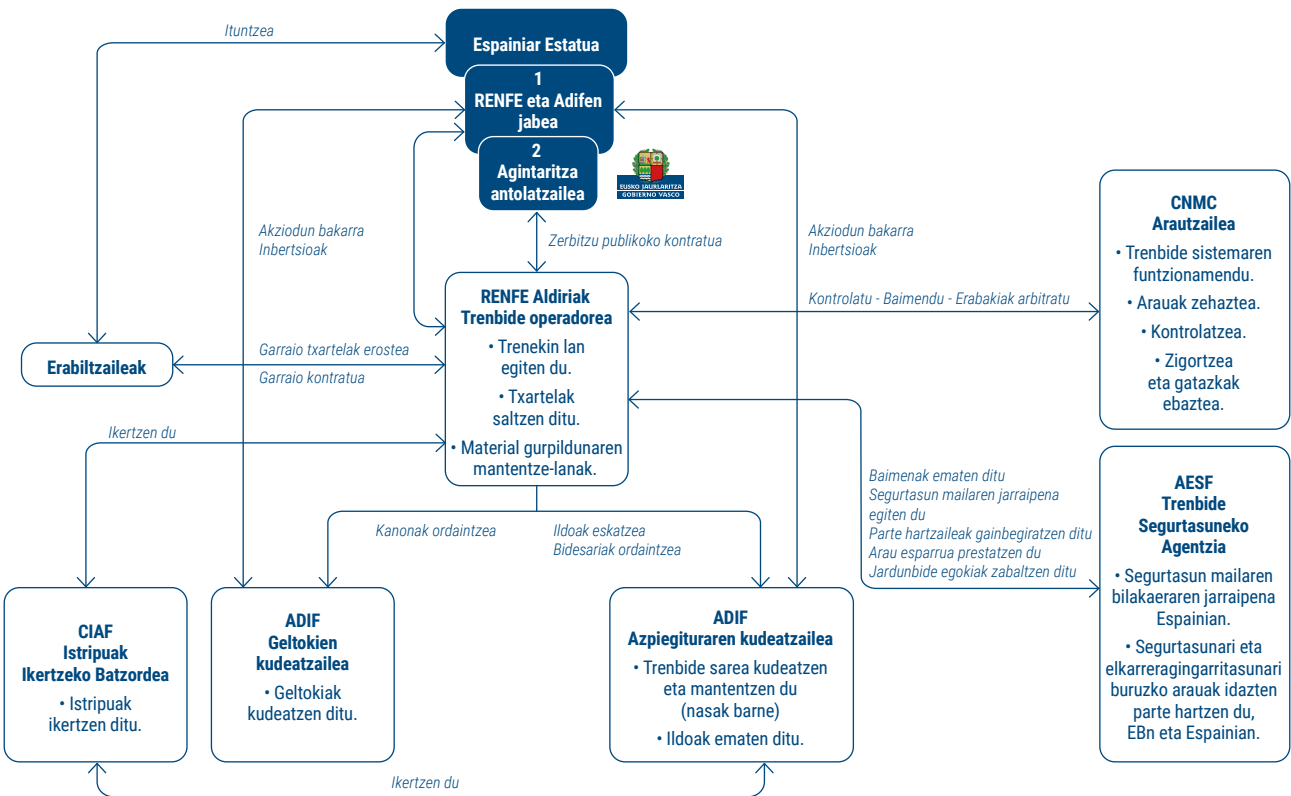 Ituntzea
Espainiar Estatua
1
RENFE eta Adifen
jabea
2
Agintaritza
antolatzailea
EUSKO JAURLARITZA
GOBIERNO VASCO
Akziodun bakarra
Inbertsioak
Zerbitzu publikoko kontratua
Akziodun bakarra
Inbertsioak
CNMC
Arautzailea
• Trenbide sistemaren
funtzionamendu.
• Arauak zehaztea.
• Kontrolatzea.
• Zigortzea
eta gatazkak
ebaztea.
RENFE Aldiriak
Trenbide operadorea
• Trenekin lan
egiten du.
• Txartelak
saltzen ditu.
• Material gurpildunaren
mantentze-lanak.
Kontrolatu - Baimendu - Erabakiak arbitratu
Erabiltzaileak
Garraio txartelak erostea
Garraio kontratua
Ikertzen du
Baimenak ematen ditu
Segurtasun mailaren jarraipena
egiten du
Parte hartzaileak gainbegiratzen ditu
Arau esparrua prestatzen du
Jardunbide egokiak zabaltzen ditu
AESF
Trenbide
Segurtasuneko
Agentzia
• Segurtasun mailaren
bilakaeraren jarraipena
Espainian.
• Segurtasunari eta
elkarreragingarritasunari
buruzko arauak idazten
parte hartzen du,
EBn eta Espainian.
Kanonak ordaintzea
Ildoak eskatzea
Bidesariak ordaintzea
CIAF
Istripuak
Ikertzeko Batzordea
• Istripuak
ikertzen ditu.
ADIF
Geltokien
kudeatzailea
• Geltokiak
kudeatzen ditu.
ADIF
Azpiegituraren kudeatzailea
• Trenbide sarea kudeatzen
eta mantentzen du
(nasak barne)
• Ildoak ematen ditu.
Ikertzen du